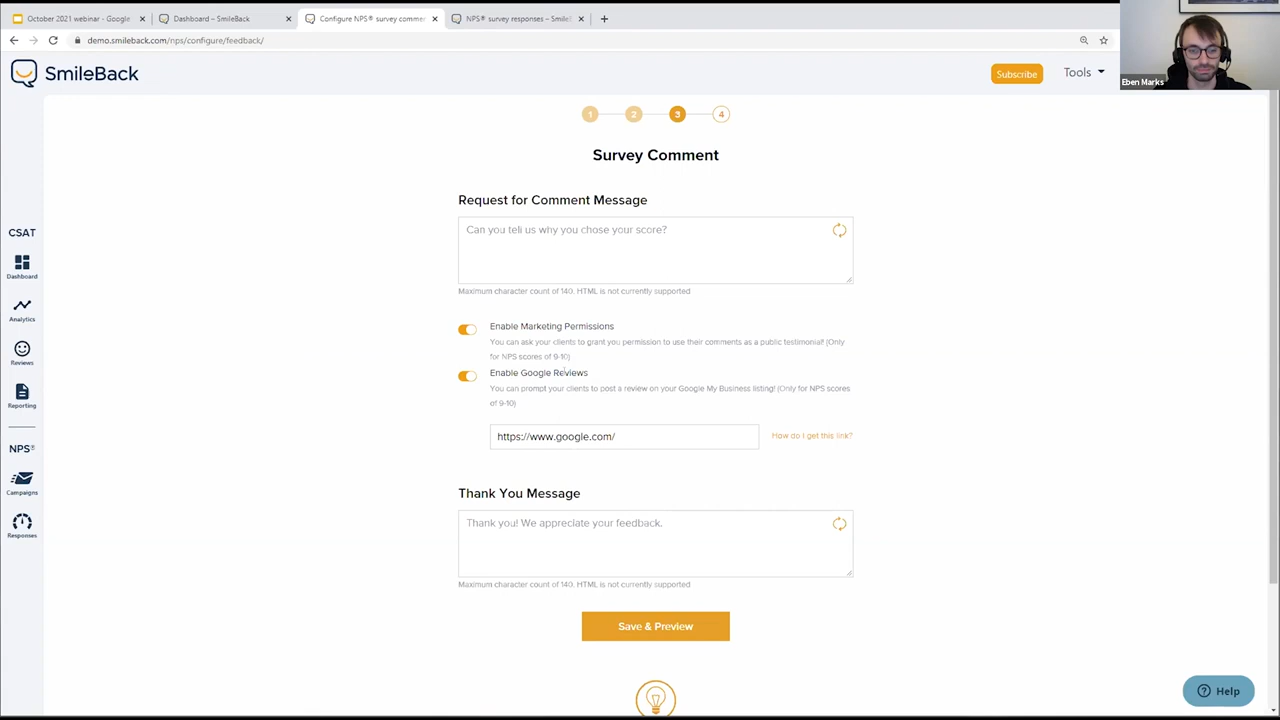 October 2021 webinar - Google
Dashboard – SmileBack
Configure NPS® survey comme
NPS® survey responses – Smile
demo.smileback.com/nps/configure/feedback/
SmileBack
Subscribe
Tools
Eben Marks
1
2
3
4
Survey Comment
Request for Comment Message
Can you tell us why you chose your score?
Maximum character count of 140. HTML is not currently supported
Enable Marketing Permissions
You can ask your clients to grant you permission to use their comments as a public testimonial! (Only
for NPS scores of 9-10)
Enable Google Reviews
You can prompt your clients to post a review on your Google My Business listing! (Only for NPS scores
of 9-10)
https://www.google.com/
How do I get this link?
Thank You Message
Thank you! We appreciate your feedback.
Maximum character count of 140. HTML is not currently supported
Save & Preview
CSAT
Dashboard
Analytics
Reviews
Reporting
NPS®
Campaigns
Responses
Help